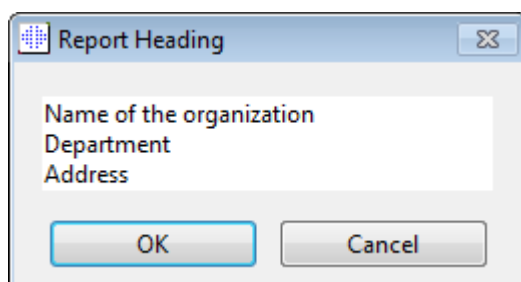 Report Heading
Name of the organization
Department
Address
OK
Cancel